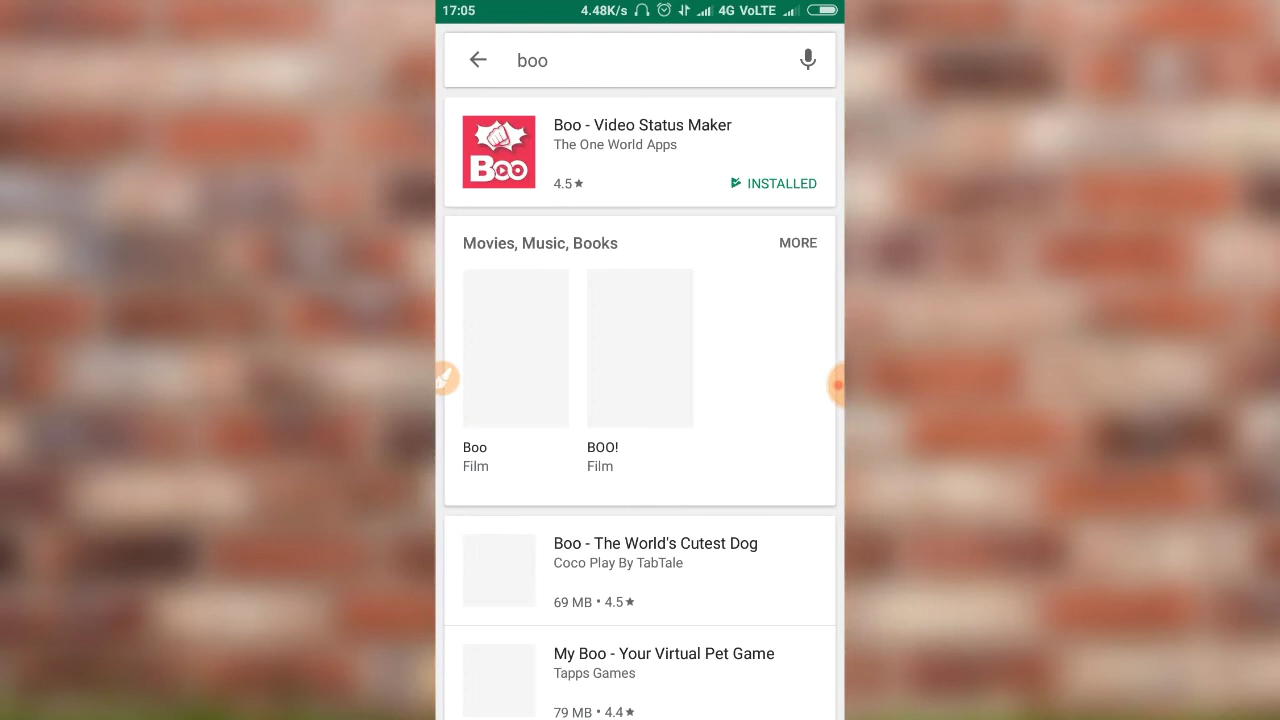 17:05 4.48K/s 4G VoLTE
boo
Boo
Boo - Video Status Maker
The One World Apps
4.5★ INSTALLED
Movies, Music, Books MORE
Boo BOO!
Film Film
Boo - The World's Cutest Dog
Coco Play By TabTale
69 MB • 4.5★
My Boo - Your Virtual Pet Game
Tapps Games
79 MB • 4.4★